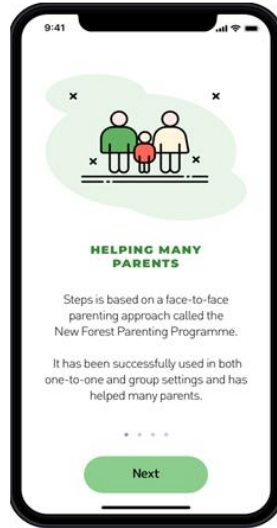 9:41
HELPING MANY
PARENTS
Steps is based on a face-to-face
parenting approach called the
New Forest Parenting Programme.
It has been successfully used in both
one-to-one and group settings and has
helped many parents.
Next